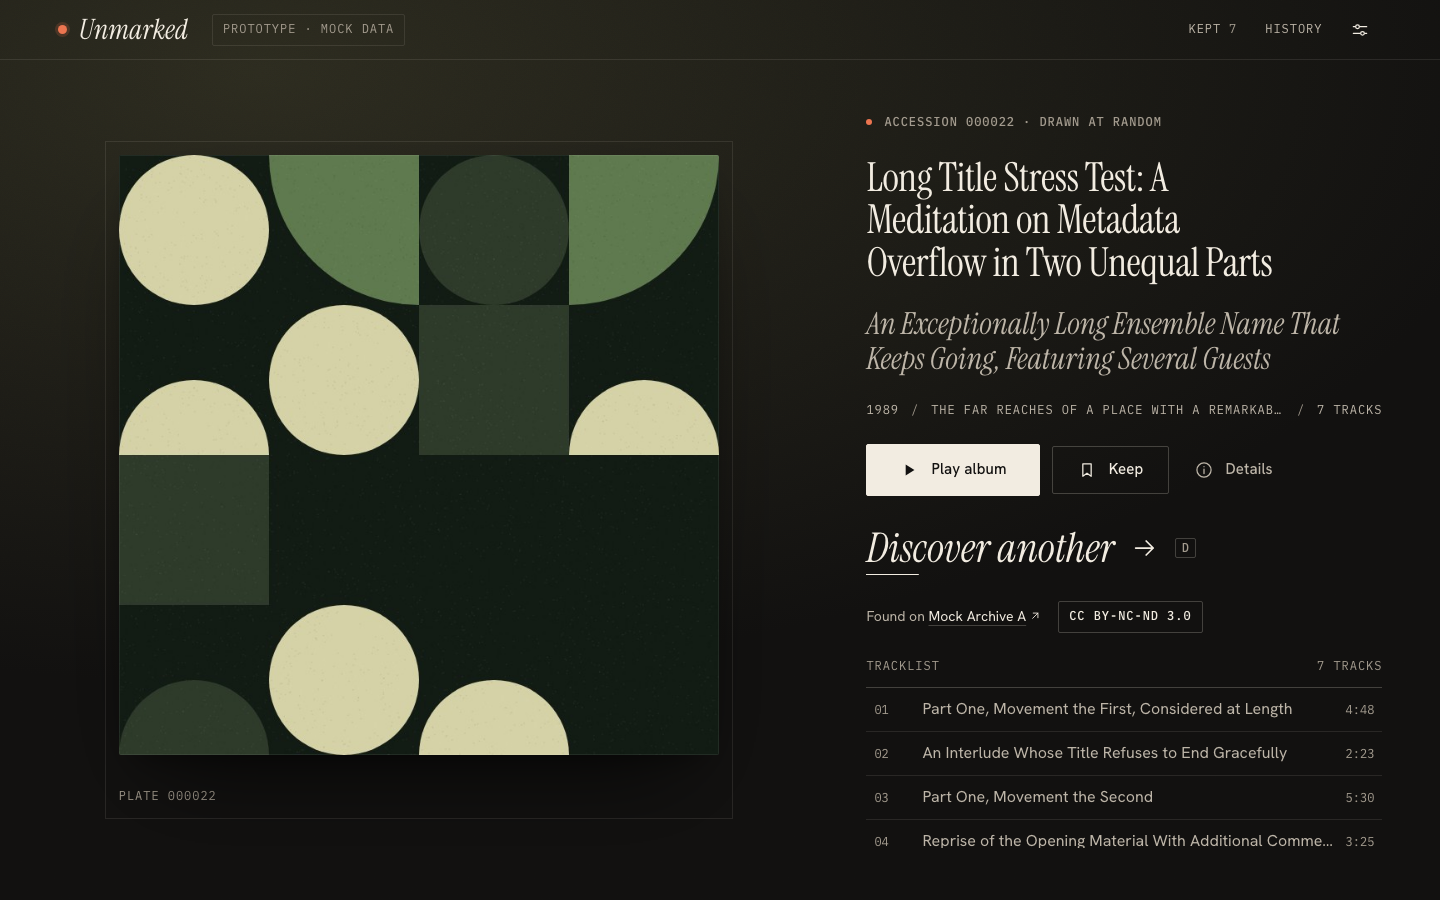 Unmarked
PROTOTYPE · MOCK DATA
KEPT 7
HISTORY
ACCESSION 000022 · DRAWN AT RANDOM
Long Title Stress Test: A
Meditation on Metadata
Overflow in Two Unequal Parts
An Exceptionally Long Ensemble Name That
Keeps Going, Featuring Several Guests
1989 / THE FAR REACHES OF A PLACE WITH A REMARKAB… / 7 TRACKS
Play album
Keep
Details
Discover another → D
Found on Mock Archive A ↗ CC BY-NC-ND 3.0
TRACKLIST 7 TRACKS
01 Part One, Movement the First, Considered at Length 4:48
02 An Interlude Whose Title Refuses to End Gracefully 2:23
03 Part One, Movement the Second 5:30
04 Reprise of the Opening Material With Additional Comme… 3:25
PLATE 000022